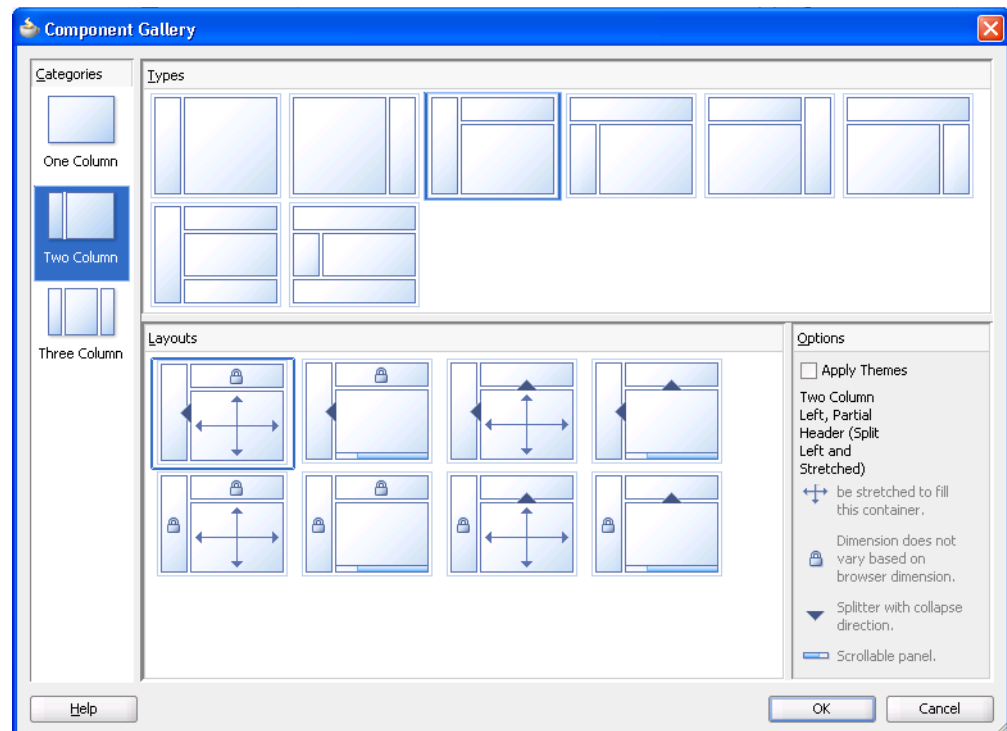 Component Gallery
Categories
One Column
Two Column
Three Column
Types
Layouts
Options
Apply Themes
Two Column
Left, Partial
Header (Split
Left and
Stretched)
be stretched to fill
this container.
Dimension does not
vary based on
browser dimension.
Splitter with collapse
direction.
Scrollable panel.
Help
OK
Cancel